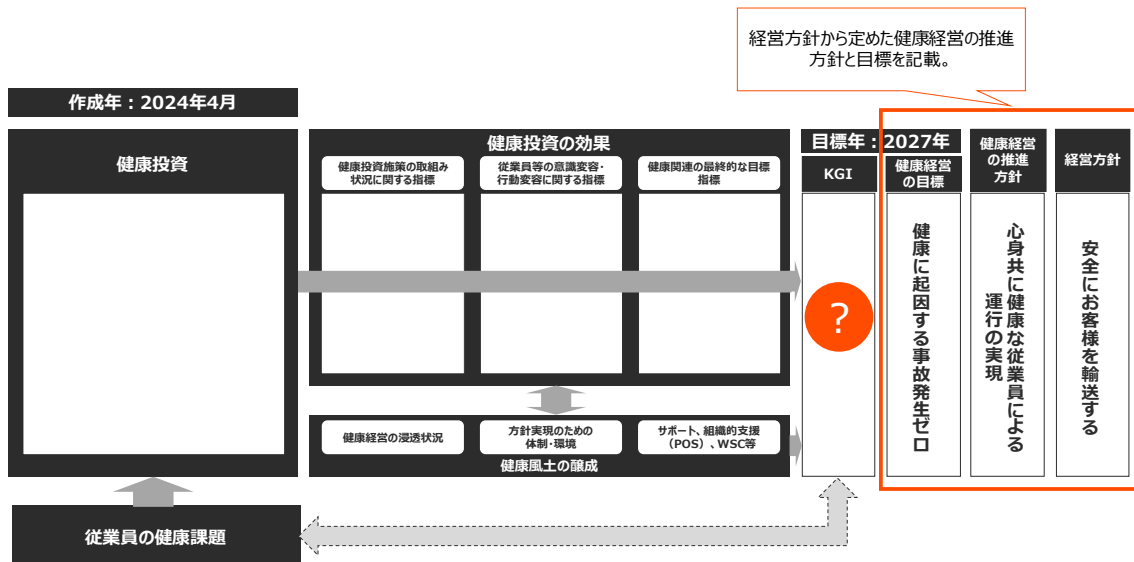 経営方針から定めた健康経営の推進
方針と目標を記載。
作成年：2024年4月
健康投資
健康投資の効果
健康投資施策の取組み
状況に関する指標
従業員等の意識変容・
行動変容に関する指標
健康関連の最終的な目標
指標
目標年：2027年
KGI
健康経営
の目標
健康経営
の推進
方針
経営方針
?
健康に起因する事故発生ゼロ
心身共に健康な従業員による
運行の実現
安全にお客様を輸送する
健康経営の浸透状況
方針実現のための
体制・環境
サポート、組織的支援
（POS）、WSC等
健康風土の醸成
従業員の健康課題